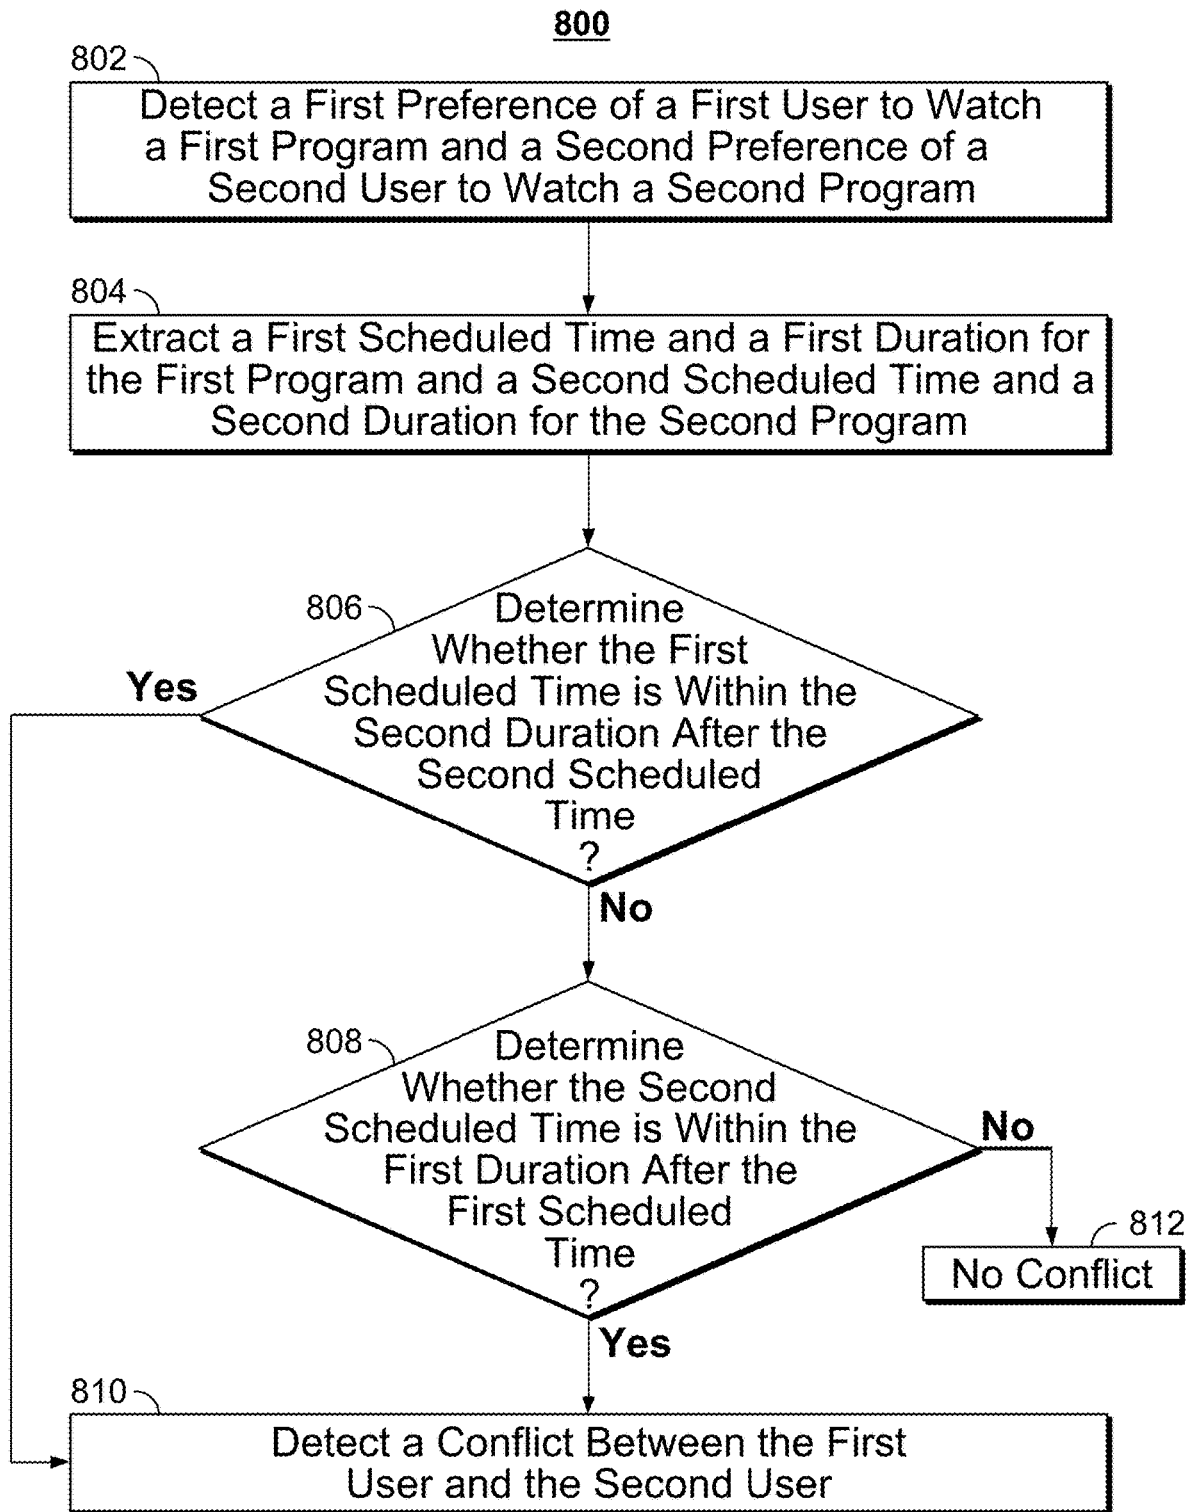 800
802
Detect a First Preference of a First User to Watch
a First Program and a Second Preference of a
Second User to Watch a Second Program
804
Extract a First Scheduled Time and a First Duration for
the First Program and a Second Scheduled Time and a
Second Duration for the Second Program
806
Determine
Whether the First
Scheduled Time is Within the
Second Duration After the
Second Scheduled
Time
?
Yes
No
808
Determine
Whether the Second
Scheduled Time is Within the
First Duration After the
First Scheduled
Time
?
No
812
No Conflict
Yes
810
Detect a Conflict Between the First
User and the Second User